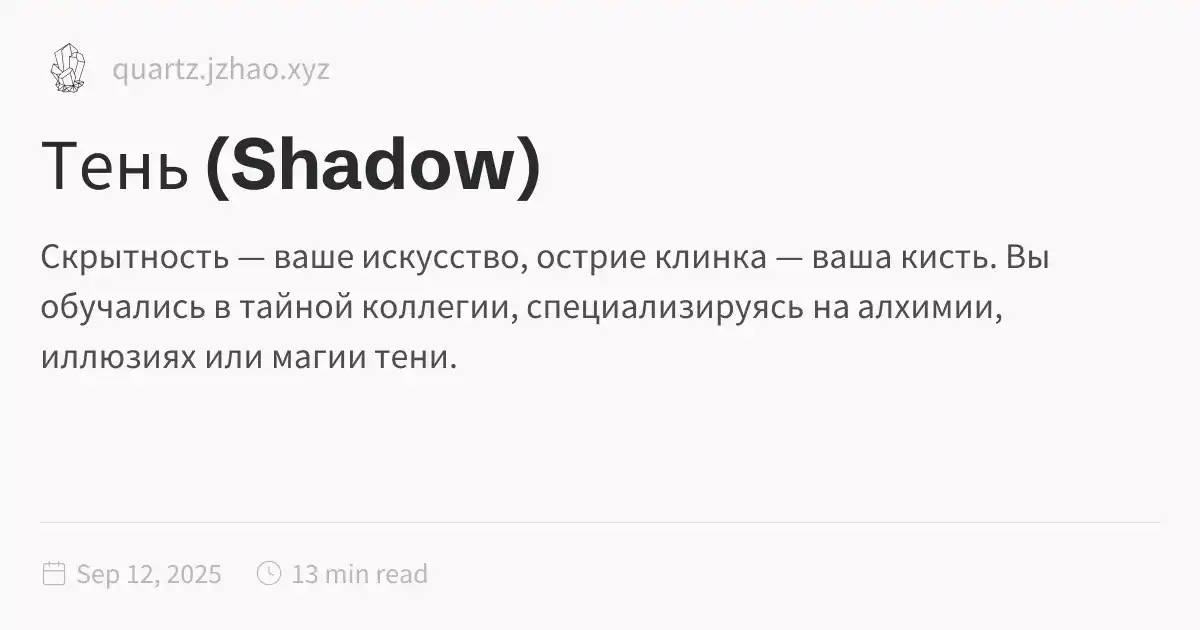 quartz.jzhao.xyz
Тень (Shadow)
Скрытность — ваше искусство, острие клинка — ваша кисть. Вы
обучались в тайной коллегии, специализируясь на алхимии,
иллюзиях или магии тени.
Sep 12, 2025 13 min read